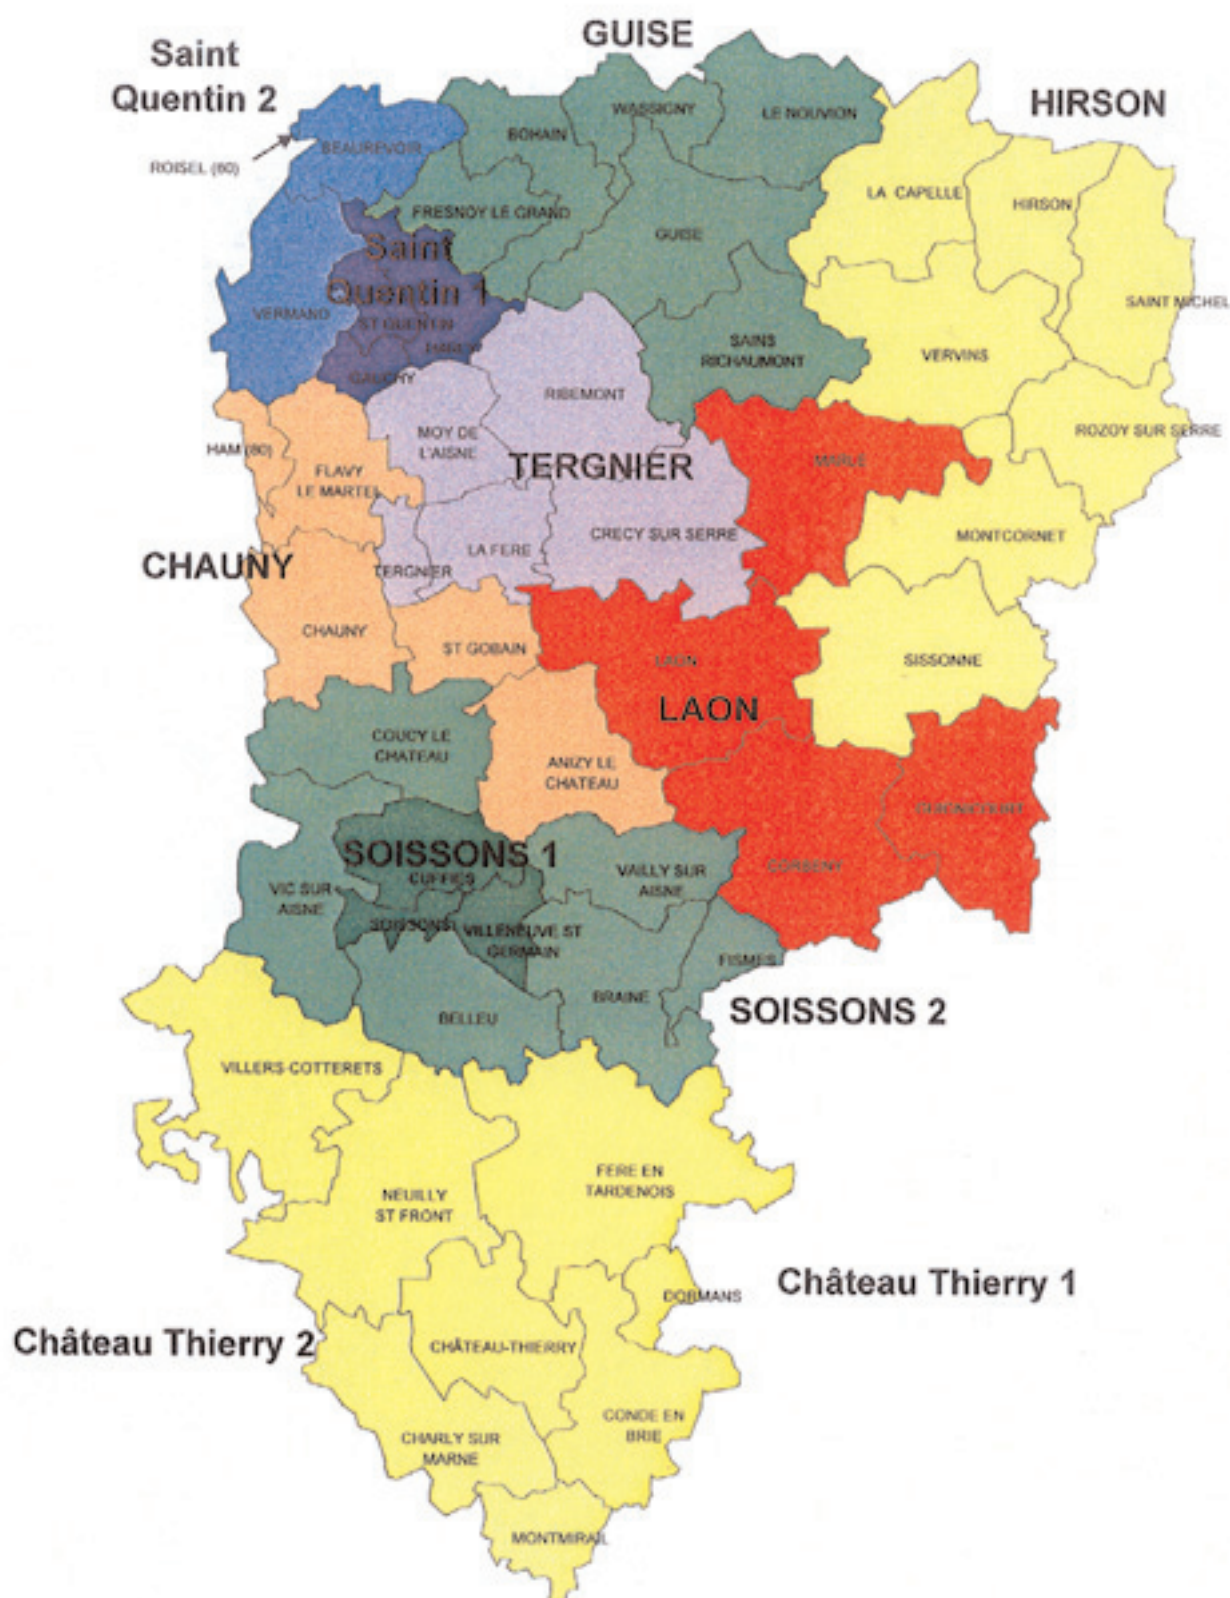 GUISE
Saint
Quentin 2
HIRSON
ROISEL (60)
BEAUREVOIR
BOHAIN
WASSIGNY
LE NOUVION
LA CAPELLE
HIRSON
SAINT MICHEL
FRESNOY LE GRAND
GUISE
Saint
Quentin 1
VERMAND
ST QUENTIN
GAUCHY
SAINS
RICHAUMONT
VERVINS
RIBEMONT
MOY DE
L'AISNE
TERGNIER
HAM (80)
FLAVY
LE MARTEL
MARLE
ROZOY SUR SERRE
MONTCORNET
CRECY SUR SERRE
LA FERE
TERGNIER
CHAUNY
CHAUNY
ST GOBAIN
LAON
LAON
SISSONNE
COUCY LE
CHATEAU
ANIZY LE
CHATEAU
GUIGNICOURT
CORBENY
SOISSONS 1
CUFFIES
VAILLY SUR
AISNE
VIC SUR
AISNE
SOISSONS
VILLENEUVE ST
GERMAIN
FISMES
BRAINE
BELLEU
SOISSONS 2
VILLERS-COTTERETS
NEUILLY
ST FRONT
FERE EN
TARDENOIS
Château Thierry 1
DORMANS
Château Thierry 2
CHÂTEAU-THIERRY
CONDE EN
BRIE
CHARLY SUR
MARNE
MONTMIRAIL